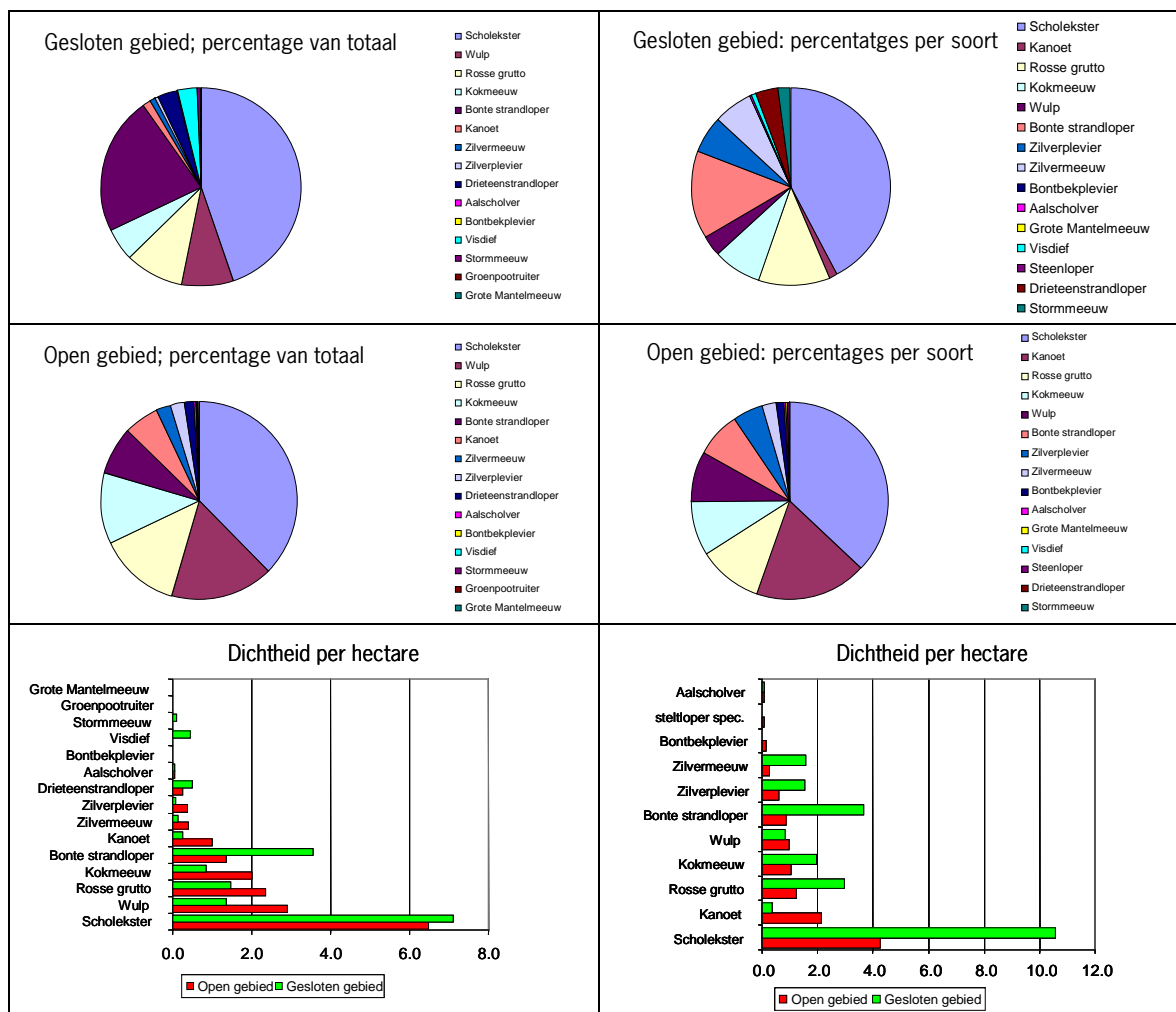 Gesloten gebied; percentage van totaal
Scholekster
Wulp
Rosse grutto
Kokmeeuw
Bonte strandloper
Kanoet
Zilvermeeuw
Zilverplevier
Drieteenstrandloper
Aalscholver
Bontbekplevier
Visdief
Stormmeeuw
Groenpootruiter
Grote Mantelmeeuw
Gesloten gebied: percentatges per soort
Scholekster
Kanoet
Rosse grutto
Kokmeeuw
Wulp
Bonte strandloper
Zilverplevier
Zilvermeeuw
Bontbekplevier
Aalscholver
Grote Mantelmeeuw
Visdief
Steenloper
Drieteenstrandloper
Stormmeeuw
Open gebied; percentage van totaal
Scholekster
Wulp
Rosse grutto
Kokmeeuw
Bonte strandloper
Kanoet
Zilvermeeuw
Zilverplevier
Drieteenstrandloper
Aalscholver
Bontbekplevier
Visdief
Stormmeeuw
Groenpootruiter
Grote Mantelmeeuw
Open gebied: percentages per soort
Scholekster
Kanoet
Rosse grutto
Kokmeeuw
Wulp
Bonte strandloper
Zilverplevier
Zilvermeeuw
Bontbekplevier
Aalscholver
Grote Mantelmeeuw
Visdief
Steenloper
Drieteenstrandloper
Stormmeeuw
Dichtheid per hectare
Grote Mantelmeeuw
Groenpootruiter
Stormmeeuw
Visdief
Bontbekplevier
Aalscholver
Drieteenstrandloper
Zilverplevier
Zilvermeeuw
Kanoet
Bonte strandloper
Kokmeeuw
Rosse grutto
Wulp
Scholekster
0.0 2.0 4.0 6.0 8.0
Open gebied Gesloten gebied
Dichtheid per hectare
Aalscholver
steltloper spec.
Bontbekplevier
Zilvermeeuw
Zilverplevier
Bonte strandloper
Wulp
Kokmeeuw
Rosse grutto
Kanoet
Scholekster
0.0 2.0 4.0 6.0 8.0 10.0 12.0
Open gebied Gesloten gebied